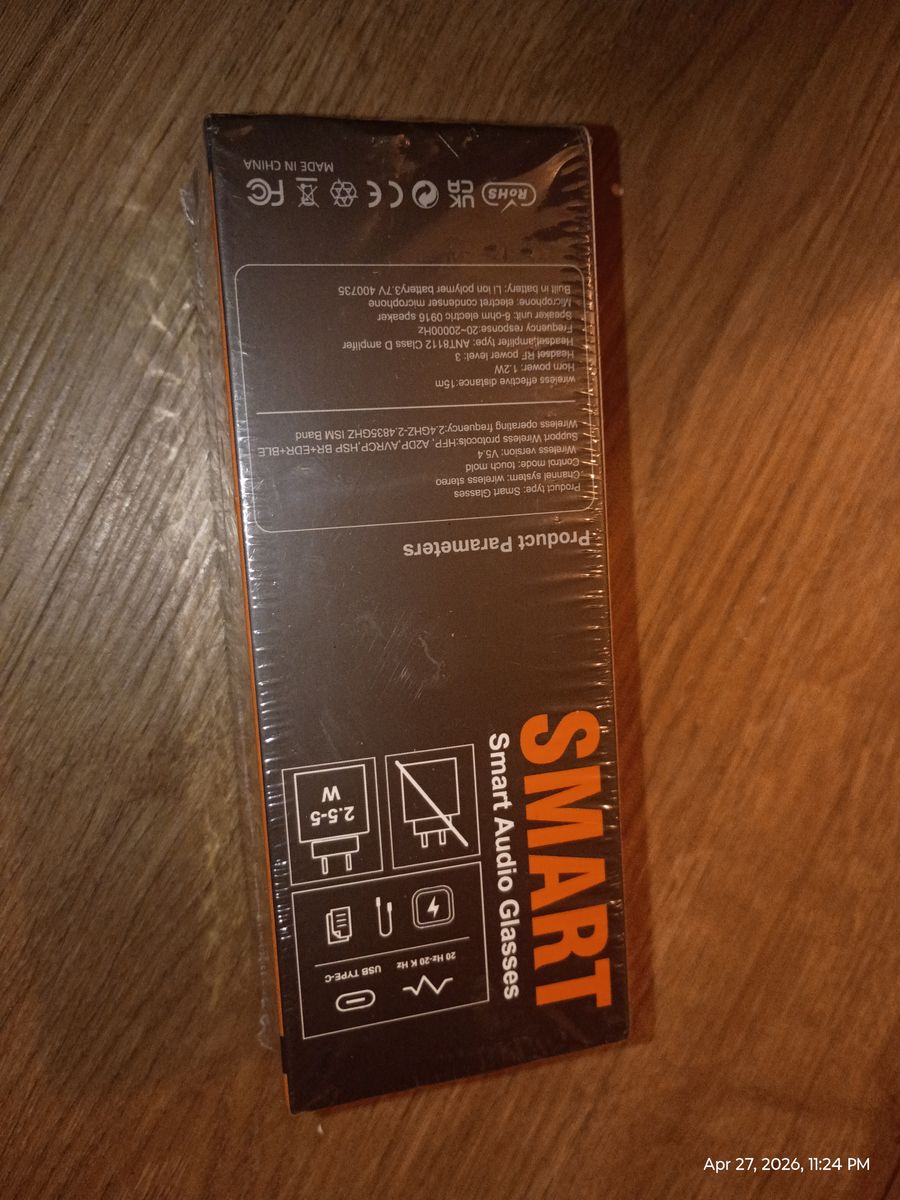 SMART
Smart Audio Glasses
20 Hz-20 K Hz
USB TYPE-C
2.5-5
W
Product Parameters
Product type: Smart Glasses
Channel system: wireless stereo
Control mode: touch mold
Wireless version: V5.4
Support Wireless protocols:HFP, A2DP,AVRCP,HSP BR+EDR+BLE
Wireless operating frequency:2.4GHZ-2.4835GHZ ISM Band
wireless effective distance:15m
Horn power: 1.2W
Headset RF power level: 3
Headset,amplifer type: ANT8112 Class D amplifer
Frequency response:20~20000Hz
Speaker unit: 6-ohm electric 0916 speaker
Microphone: electret condenser microphone
Built in battery: Li ion polymer battery3.7V 400735
RoHS
UK
CA
CE
FC
MADE IN CHINA
Apr 27, 2026, 11:24 PM